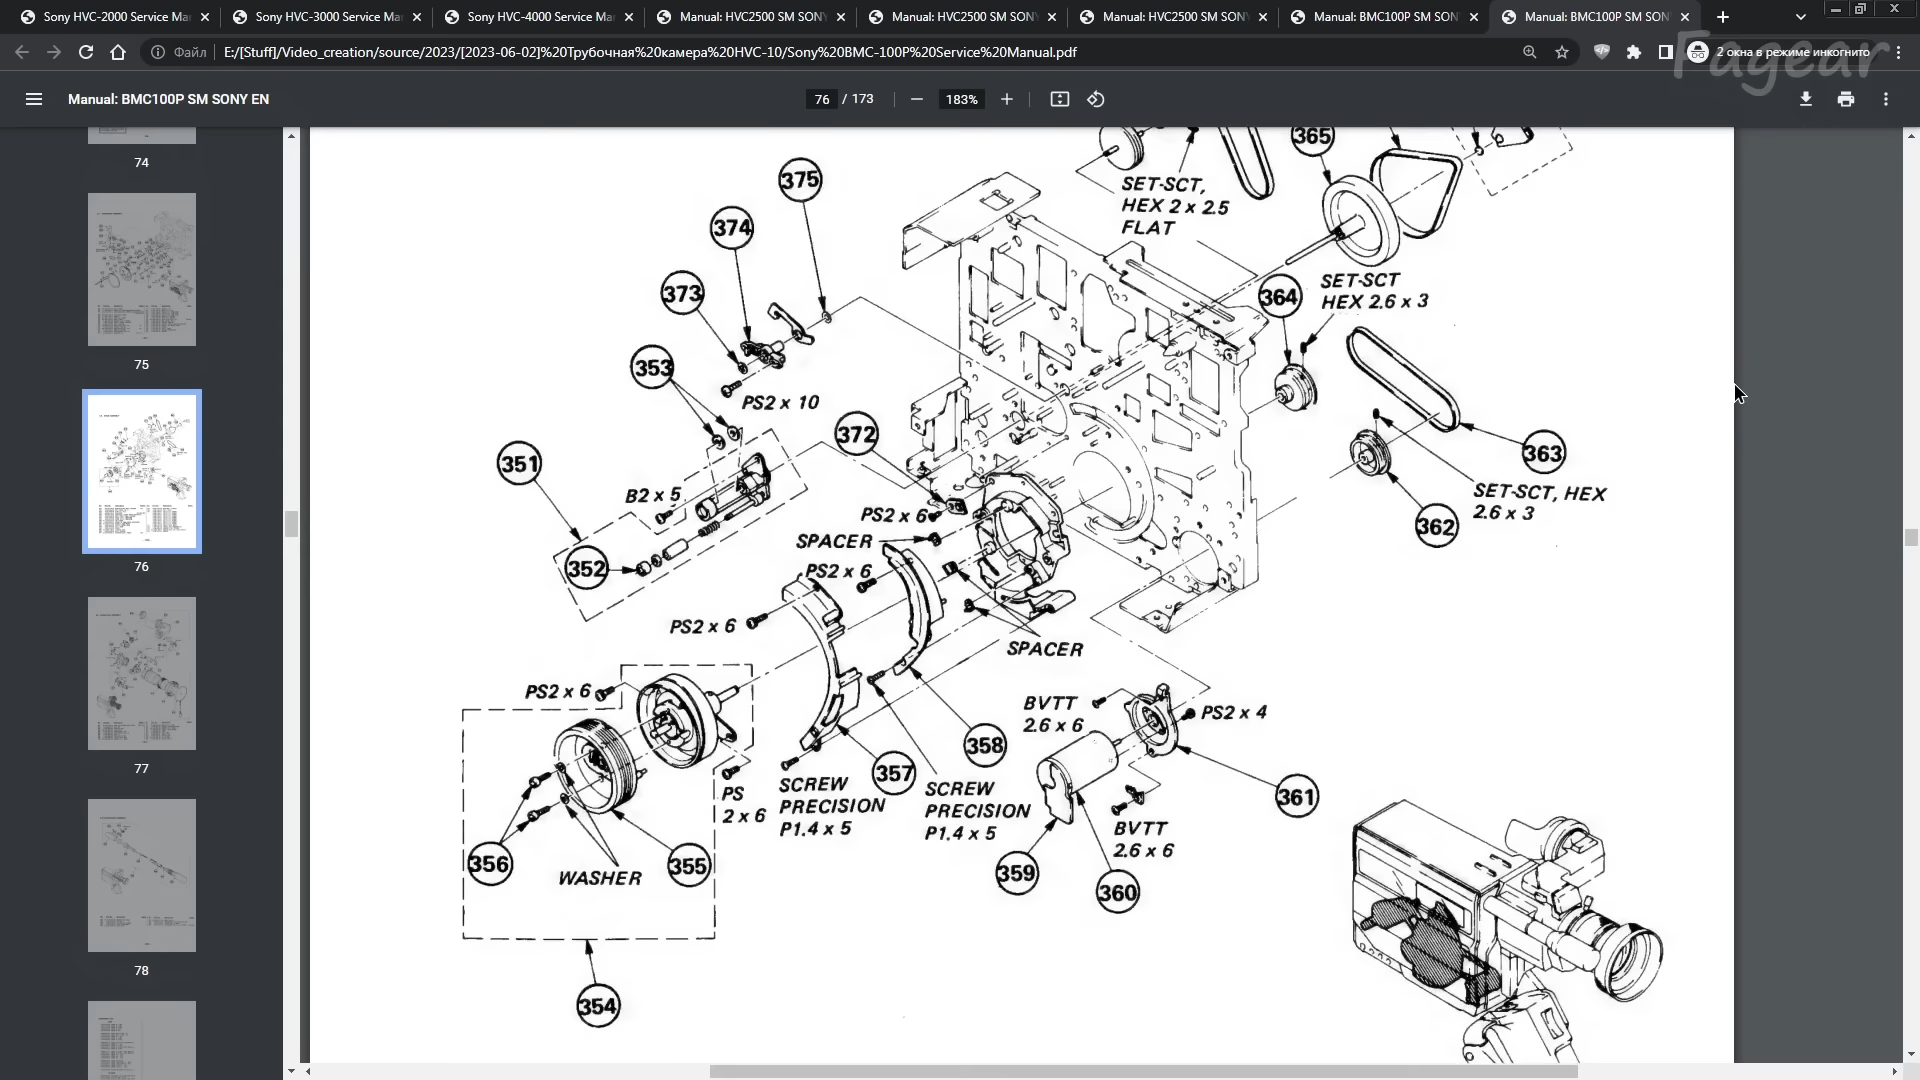 Sony HVC-2000 Service Ma
Sony HVC-3000 Service Ma
Sony HVC-4000 Service Ma
Manual: HVC2500 SM SONY
Manual: HVC2500 SM SONY
Manual: HVC2500 SM SONY
Manual: BMC100P SM SON
Manual: BMC100P SM SON
Файл
E:/[Stuff]/Video_creation/source/2023/[2023-06-02]%20Трубочная%20камера%20HVC-10/Sony%20BMC-100P%20Service%20Manual.pdf
2 окна в режиме инкогнито
Fagear
Manual: BMC100P SM SONY EN
76 / 173
183%
74
75
76
77
78
365
375
SET-SCT,
HEX 2 x 2.5
FLAT
374
373
364
SET-SCT
HEX 2.6 x 3
353
PS2 x 10
372
351
363
B2 x 5
SET-SCT, HEX
2.6 x 3
PS2 x 6
362
SPACER
352
PS2 x 6
PS2 x 6
SPACER
PS2 x 6
BVTT
2.6 x 6
PS2 x 4
358
357
SCREW
PRECISION
P1.4 x 5
SCREW
PRECISION
P1.4 x 5
PS
2 x 6
361
BVTT
2.6 x 6
356
WASHER
355
359
360
354